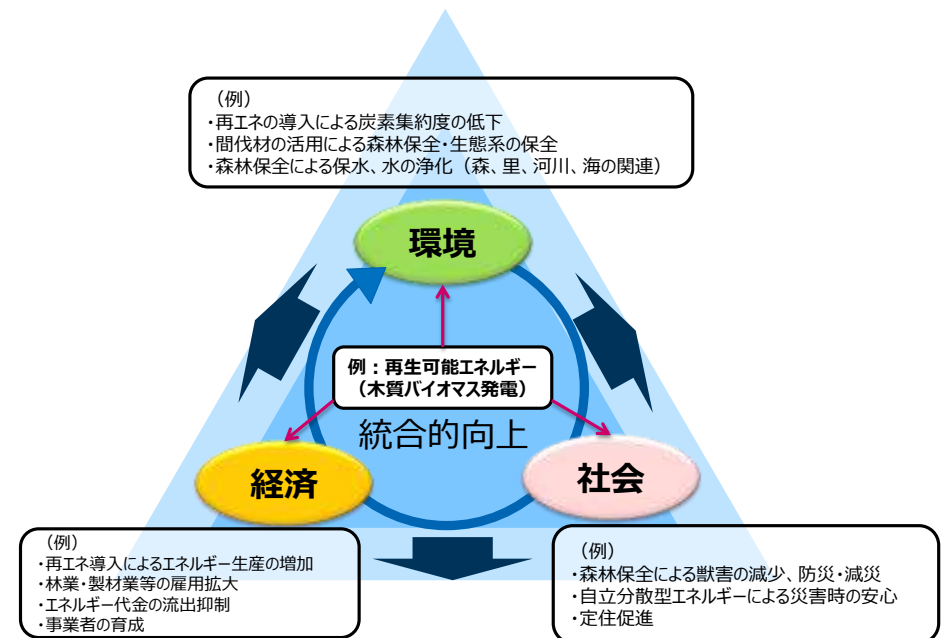 （例）
・再エネの導入による炭素集約度の低下
・間伐材の活用による森林保全・生態系の保全
・森林保全による保水、水の浄化（森、里、河川、海の関連）
環境
例：再生可能エネルギー
（木質バイオマス発電）
統合的向上
経済
社会
（例）
・再エネ導入によるエネルギー生産の増加
・林業・製材業等の雇用拡大
・エネルギー代金の流出抑制
・事業者の育成
（例）
・森林保全による獣害の減少、防災・減災
・自立分散型エネルギーによる災害時の安心
・定住促進